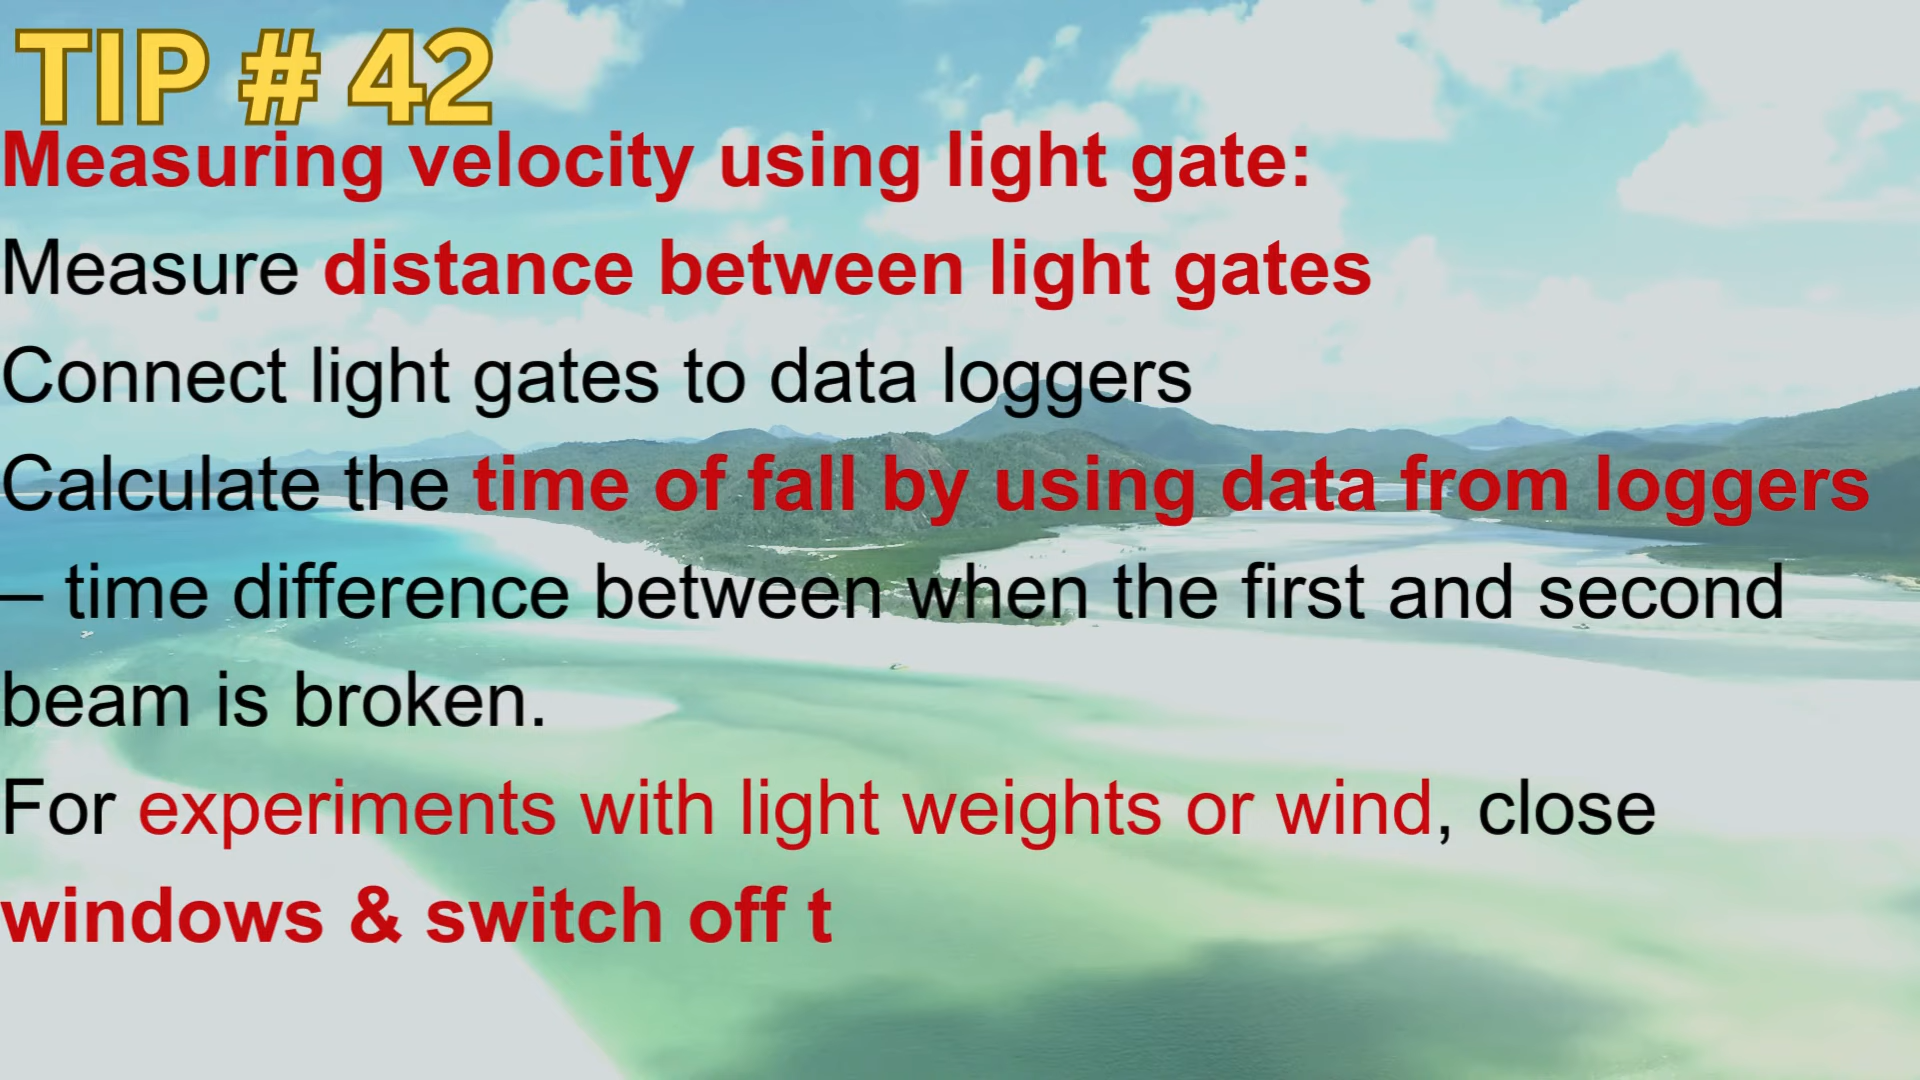 TIP # 42
Measuring velocity using light gate:
Measure distance between light gates
Connect light gates to data loggers
Calculate the time of fall by using data from loggers
– time difference between when the first and second
beam is broken.
For experiments with light weights or wind, close
windows & switch off t